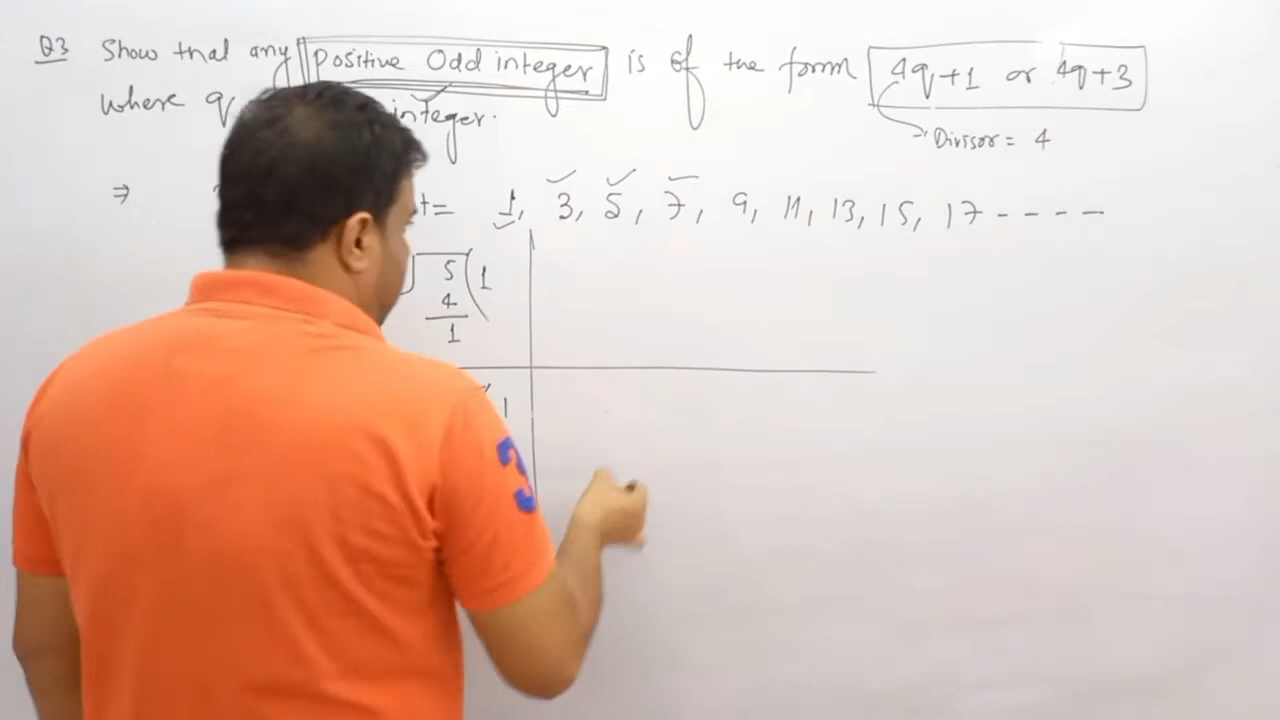 Q3 Show that any positive Odd integer is of the form 4q+1 or 4q+3
where q integer.
→ Divisor = 4
⇒ t= 1, 3, 5, 7, 9, 11, 13, 15, 17 - - - -
5 ( 1
4
1
1
3